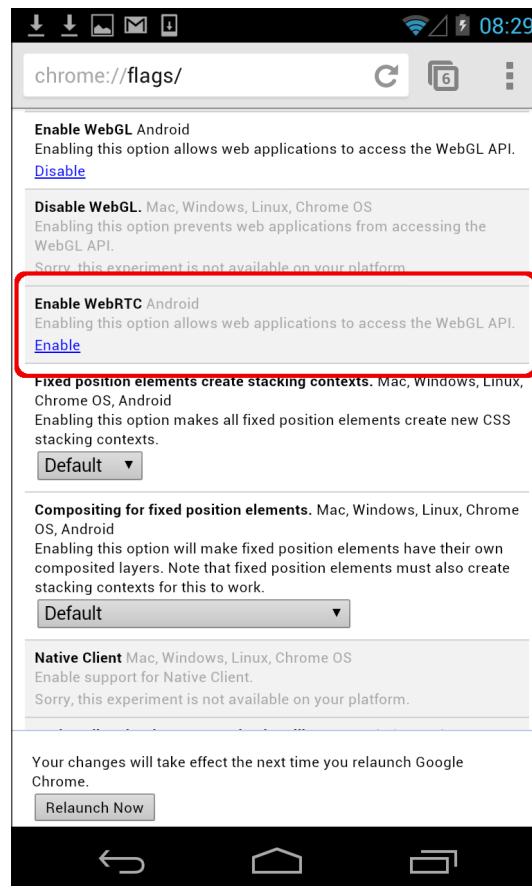 08:29
chrome://flags/
6
Enable WebGL Android
Enabling this option allows web applications to access the WebGL API.
Disable
Disable WebGL. Mac, Windows, Linux, Chrome OS
Enabling this option prevents web applications from accessing the
WebGL API.
Sorry, this experiment is not available on your platform.
Enable WebRTC Android
Enabling this option allows web applications to access the WebGL API.
Enable
Fixed position elements create stacking contexts. Mac, Windows, Linux,
Chrome OS, Android
Enabling this option makes all fixed position elements create new CSS
stacking contexts.
Default
Compositing for fixed position elements. Mac, Windows, Linux, Chrome
OS, Android
Enabling this option will make fixed position elements have their own
composited layers. Note that fixed position elements must also create
stacking contexts for this to work.
Default
Native Client Mac, Windows, Linux, Chrome OS
Enable support for Native Client.
Sorry, this experiment is not available on your platform.
Your changes will take effect the next time you relaunch Google
Chrome.
Relaunch Now